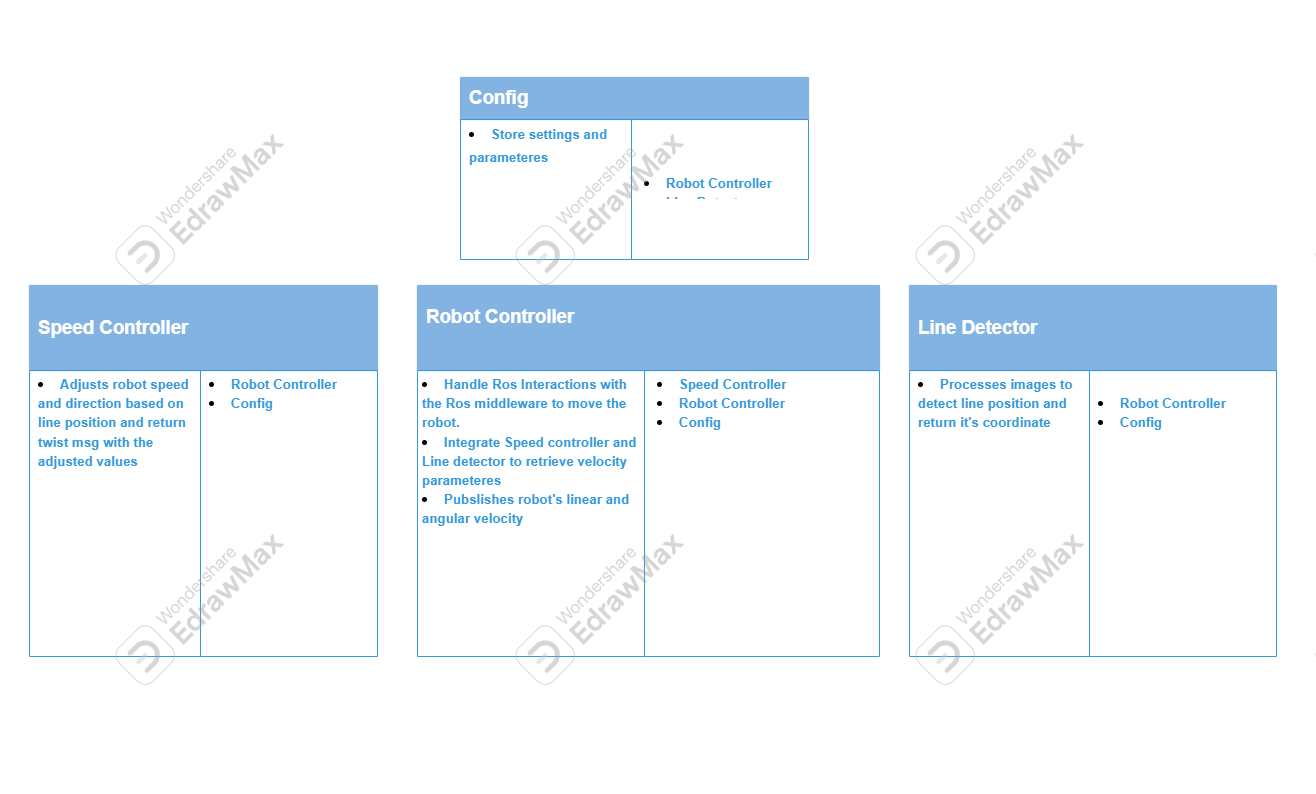 Config
• Store settings and
parameteres
• Robot Controller
Speed Controller
• Adjusts robot speed
and direction based on
line position and return
twist msg with the
adjusted values
• Robot Controller
• Config
Robot Controller
• Handle Ros Interactions with
the Ros middleware to move the
robot.
• Integrate Speed controller and
Line detector to retrieve velocity
parameteres
• Pubslishes robot's linear and
angular velocity
• Speed Controller
• Robot Controller
• Config
Line Detector
• Processes images to
detect line position and
return it's coordinate
• Robot Controller
• Config
Wondershare
EdrawMax
Wondershare
EdrawMax
Wondershare
EdrawMax
Wondershare
EdrawMax
Wondershare
EdrawMax
Wondershare
EdrawMax